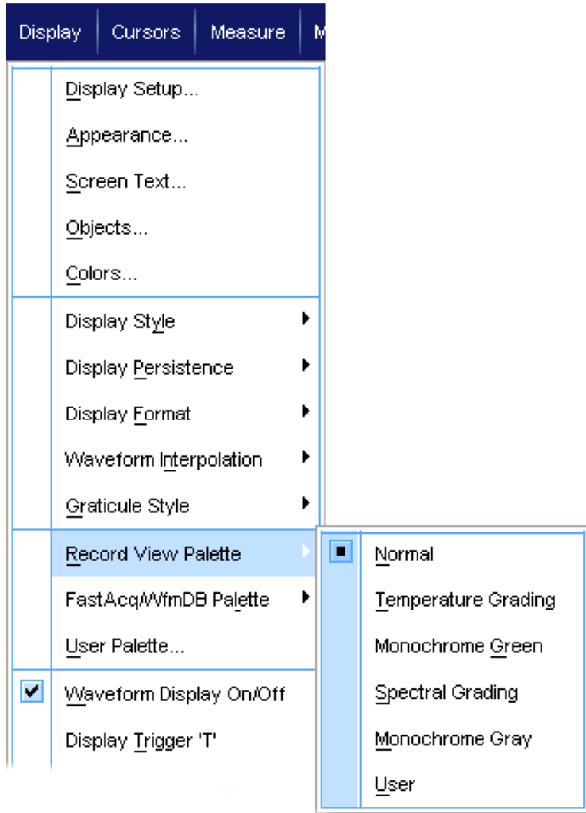 Display Cursors Measure M
Display Setup...
Appearance...
Screen Text...
Objects...
Colors...
Display Style
Display Persistence
Display Format
Waveform Interpolation
Graticule Style
Record View Palette
FastAcq/WfmDB Palette
User Palette...
Waveform Display On/Off
Display Trigger 'T'
Normal
Temperature Grading
Monochrome Green
Spectral Grading
Monochrome Gray
User